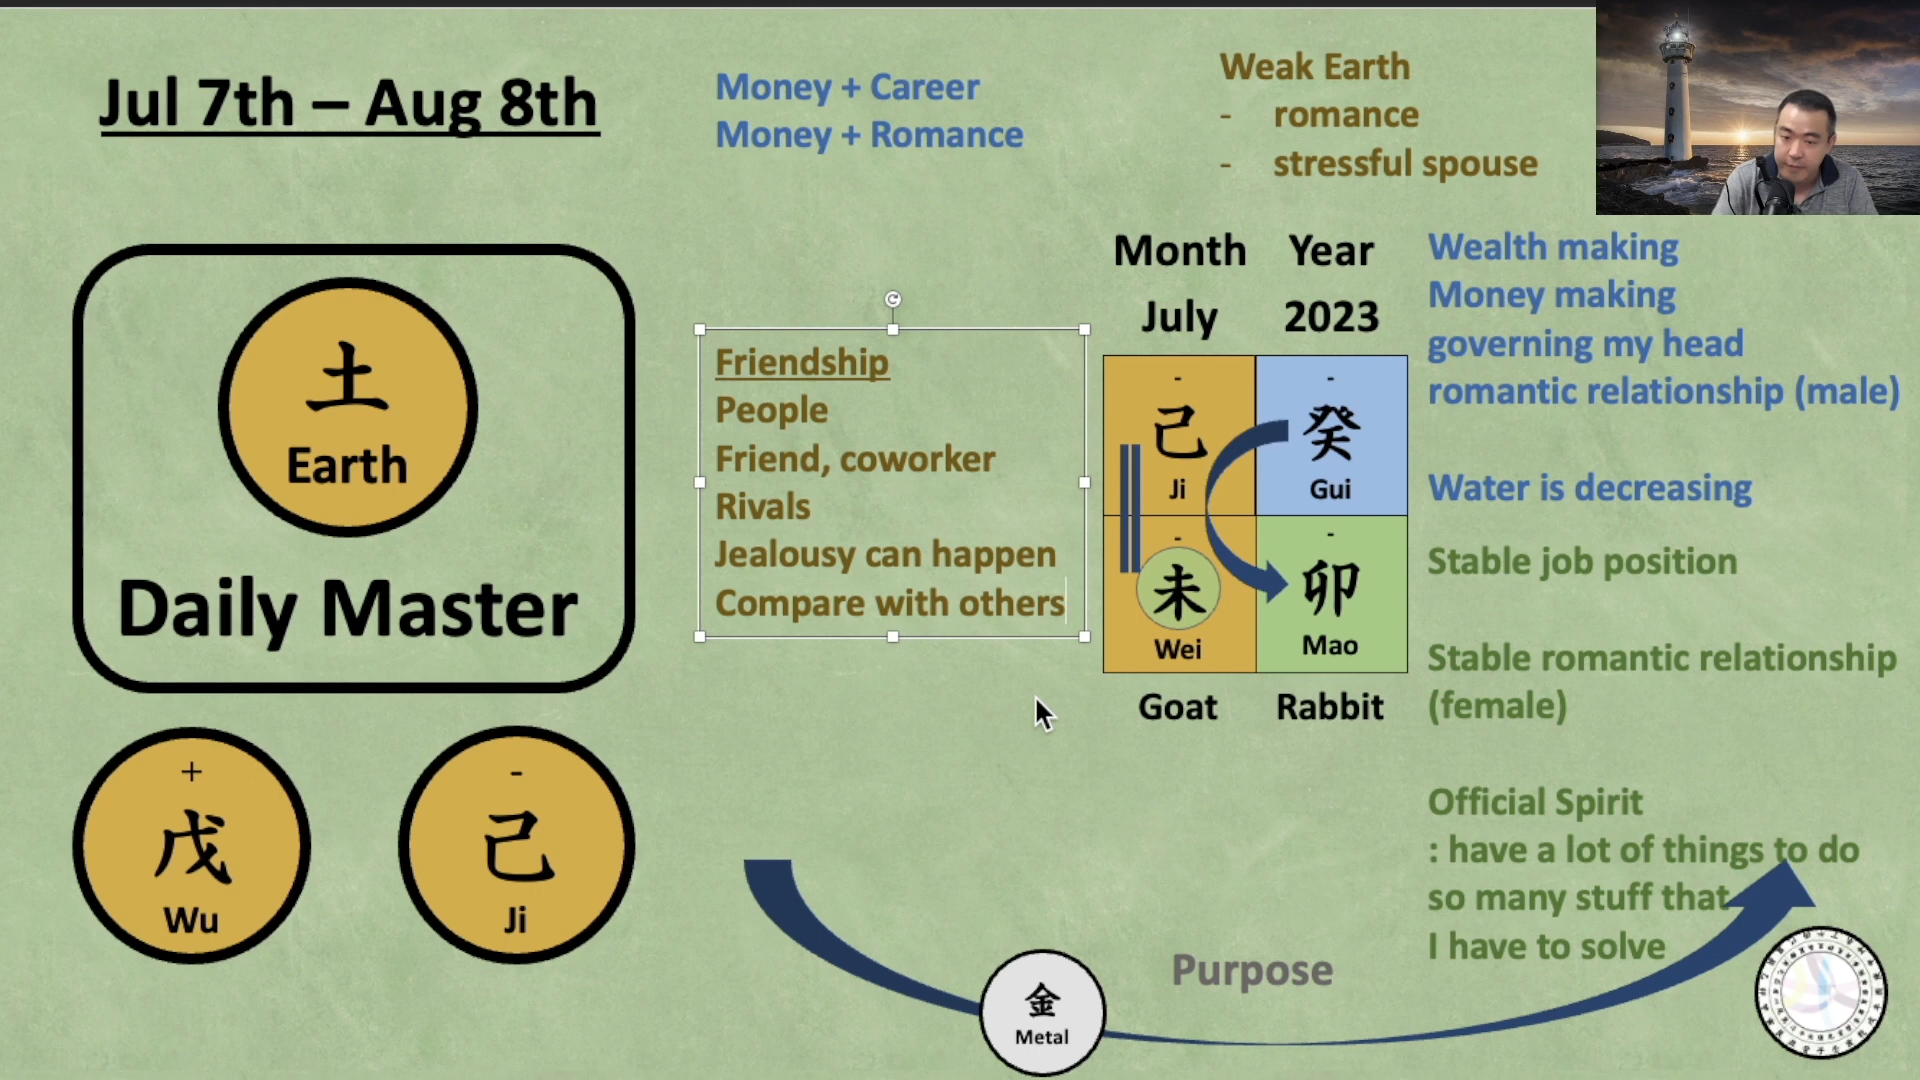 Jul 7th – Aug 8th
Money + Career
Money + Romance
Weak Earth
- romance
- stressful spouse
土
Earth
Daily Master
+
戊
Wu
-
己
Ji
Friendship
People
Friend, coworker
Rivals
Jealousy can happen
Compare with others
Month Year
July 2023
- -
己 癸
Ji Gui
- -
未 卯
Wei Mao
Goat Rabbit
Wealth making
Money making
governing my head
romantic relationship (male)
Water is decreasing
Stable job position
Stable romantic relationship
(female)
Official Spirit
: have a lot of things to do
so many stuff that
I have to solve
Purpose
金
Metal